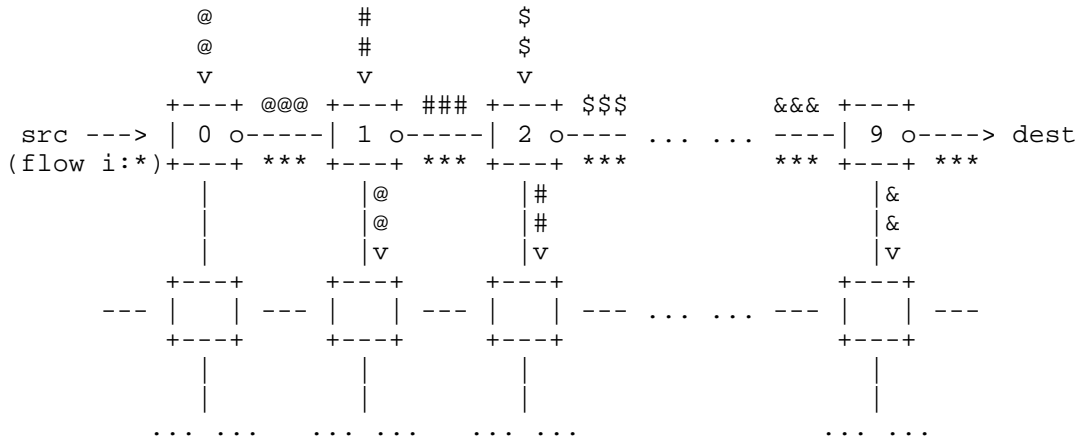 @         #         $
             @         #         $
             v         v         v
           +---+ @@@ +---+ ### +---+ $$$         &&& +---+
  src ---> | 0 o-----| 1 o-----| 2 o---- ... ... ----| 9 o----> dest
 (flow i:*)+---+ *** +---+ *** +---+ ***         *** +---+ ***
             |         |@        |#                    |&
             |         |@        |#                    |&
             |         |v        |v                    |v
           +---+     +---+     +---+                 +---+
       --- |   | --- |   | --- |   | --- ... ... --- |   | ---
           +---+     +---+     +---+                 +---+
             |         |         |                     |
             |         |         |                     |
          ... ...   ... ...   ... ...               ... ...